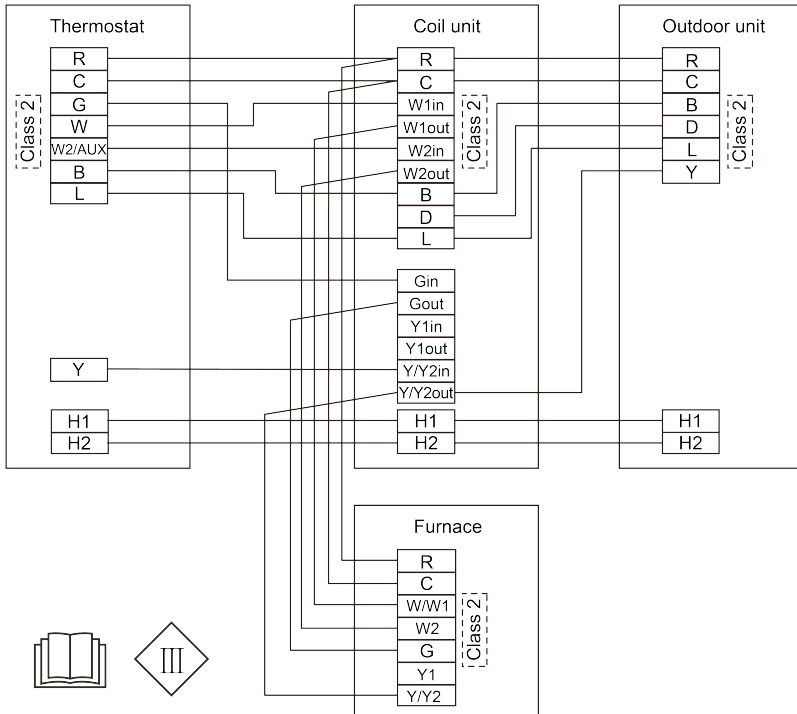 Thermostat
R
C
G
W
W2/AUX
B
L
Class 2
Y
H1
H2
Coil unit
R
C
W1in
W1out
W2in
W2out
B
D
L
Class 2
Gin
Gout
Y1in
Y1out
Y/Y2in
Y/Y2out
H1
H2
Outdoor unit
R
C
B
D
L
Y
Class 2
H1
H2
Furnace
R
C
W/W1
W2
G
Y1
Y/Y2
Class 2
III